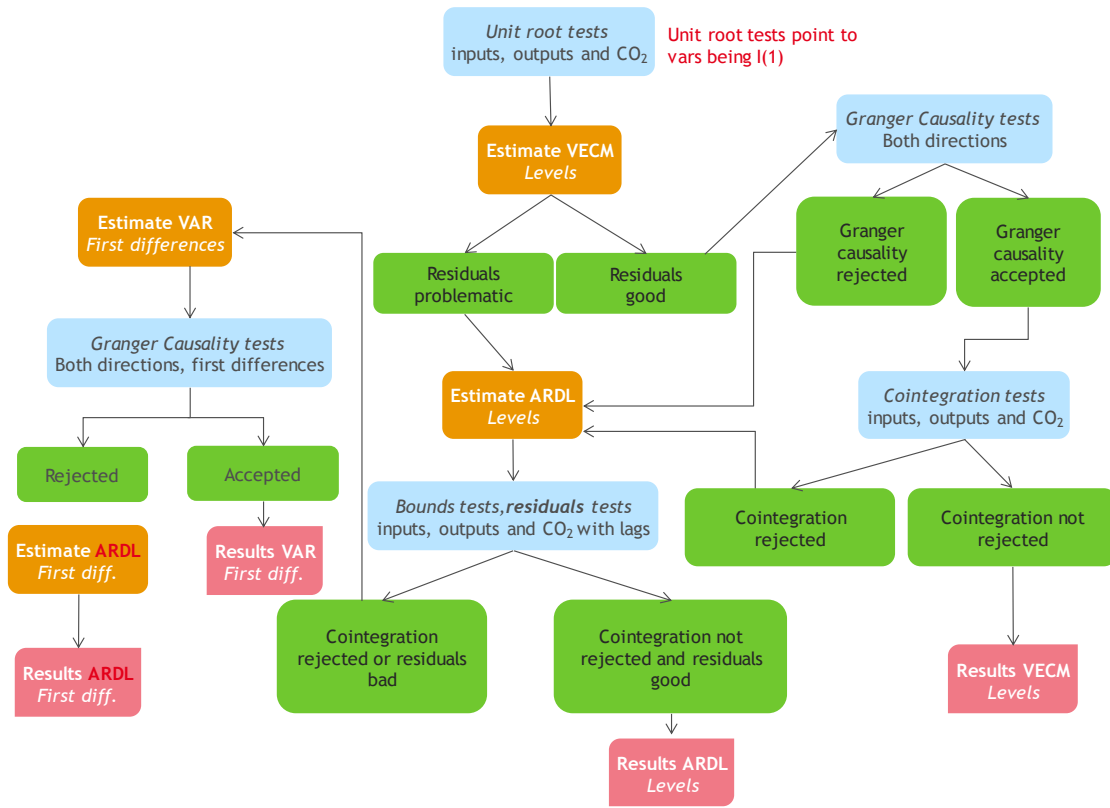 Unit root tests
inputs, outputs and CO₂
Unit root tests point to
vars being I(1)
Granger Causality tests
Both directions
Estimate VECM
Levels
Estimate VAR
First differences
Residuals
problematic
Residuals
good
Granger
causality
rejected
Granger
causality
accepted
Granger Causality tests
Both directions, first differences
Estimate ARDL
Levels
Cointegration tests
inputs, outputs and CO₂
Rejected
Accepted
Bounds tests,residuals tests
inputs, outputs and CO₂ with lags
Cointegration
rejected
Cointegration not
rejected
Estimate ARDL
First diff.
Results VAR
First diff.
Cointegration
rejected or residuals
bad
Cointegration not
rejected and residuals
good
Results ARDL
First diff.
Results VECM
Levels
Results ARDL
Levels